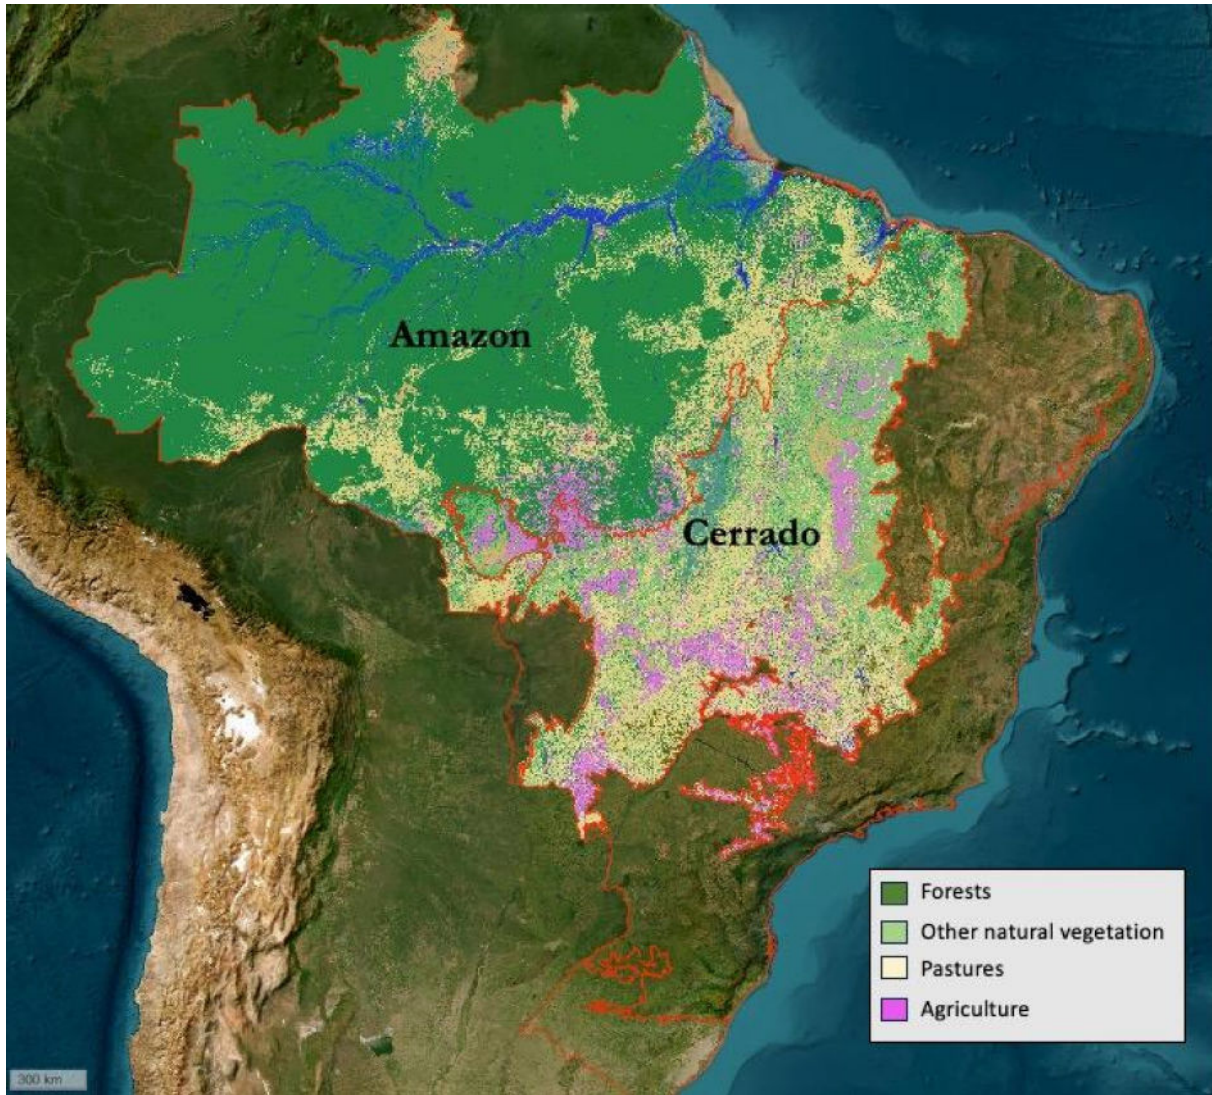 Amazon
Cerrado
Forests
Other natural vegetation
Pastures
Agriculture
300 km